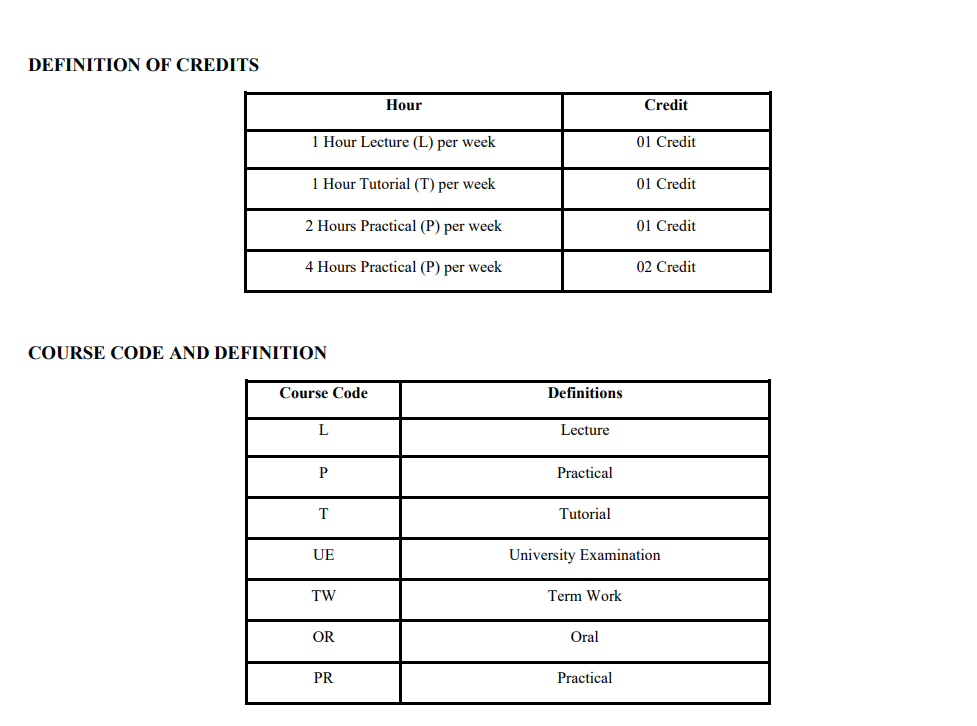 DEFINITION OF CREDITS
Hour Credit
1 Hour Lecture (L) per week 01 Credit
1 Hour Tutorial (T) per week 01 Credit
2 Hours Practical (P) per week 01 Credit
4 Hours Practical (P) per week 02 Credit
COURSE CODE AND DEFINITION
Course Code Definitions
L Lecture
P Practical
T Tutorial
UE University Examination
TW Term Work
OR Oral
PR Practical